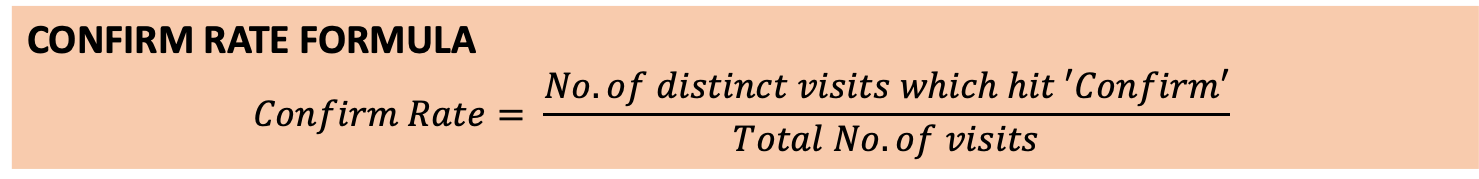 CONFIRM RATE FORMULA
Confirm Rate = No.of distinct visits which hit 'Confirm'
Total No.of visits